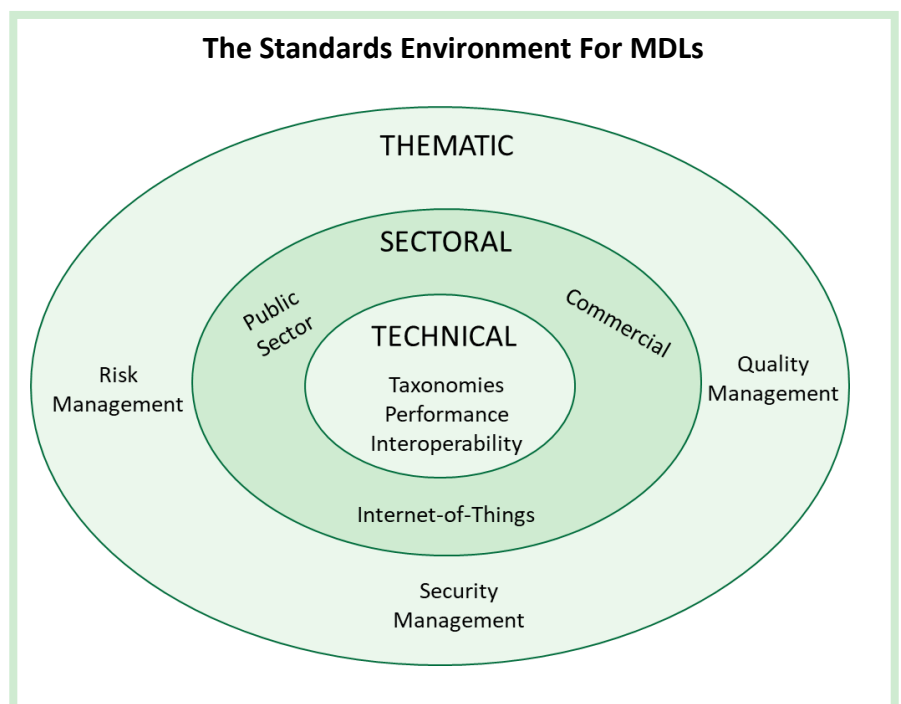 The Standards Environment For MDLs
THEMATIC
SECTORAL
Public
Sector
Commercial
TECHNICAL
Taxonomies
Performance
Interoperability
Risk
Management
Quality
Management
Internet-of-Things
Security
Management